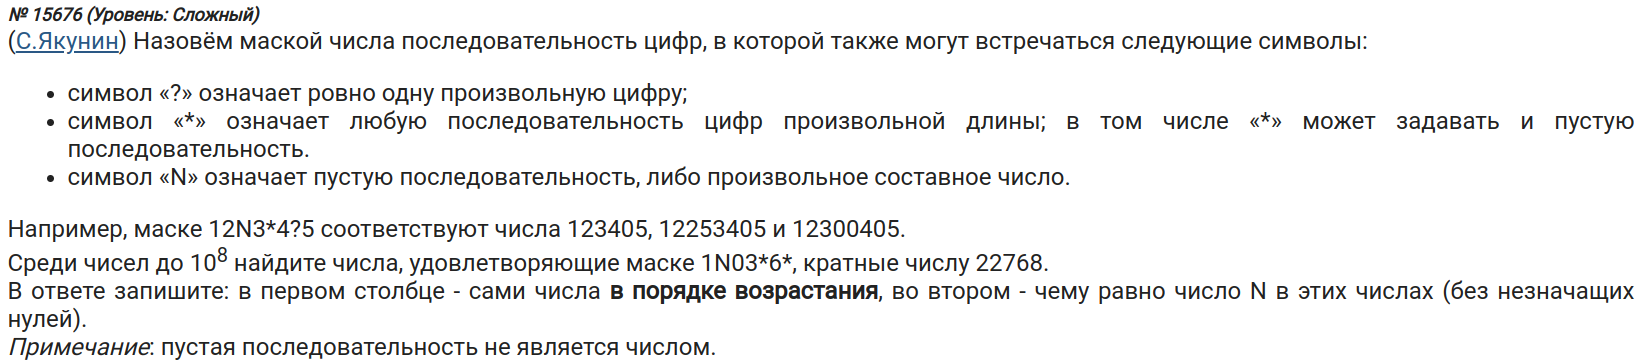 № 15676 (Уровень: Сложный)
(С.Якунин) Назовём маской числа последовательность цифр, в которой также могут встречаться следующие символы:
• символ «?» означает ровно одну произвольную цифру;
• символ «*» означает любую последовательность цифр произвольной длины; в том числе «*» может задавать и пустую
последовательность.
• символ «N» означает пустую последовательность, либо произвольное составное число.
Например, маске 12N3*4?5 соответствуют числа 123405, 12253405 и 12300405.
Среди чисел до 10⁸ найдите числа, удовлетворяющие маске 1N03*6*, кратные числу 22768.
В ответе запишите: в первом столбце - сами числа в порядке возрастания, во втором - чему равно число N в этих числах (без незначащих
нулей).
Примечание: пустая последовательность не является числом.